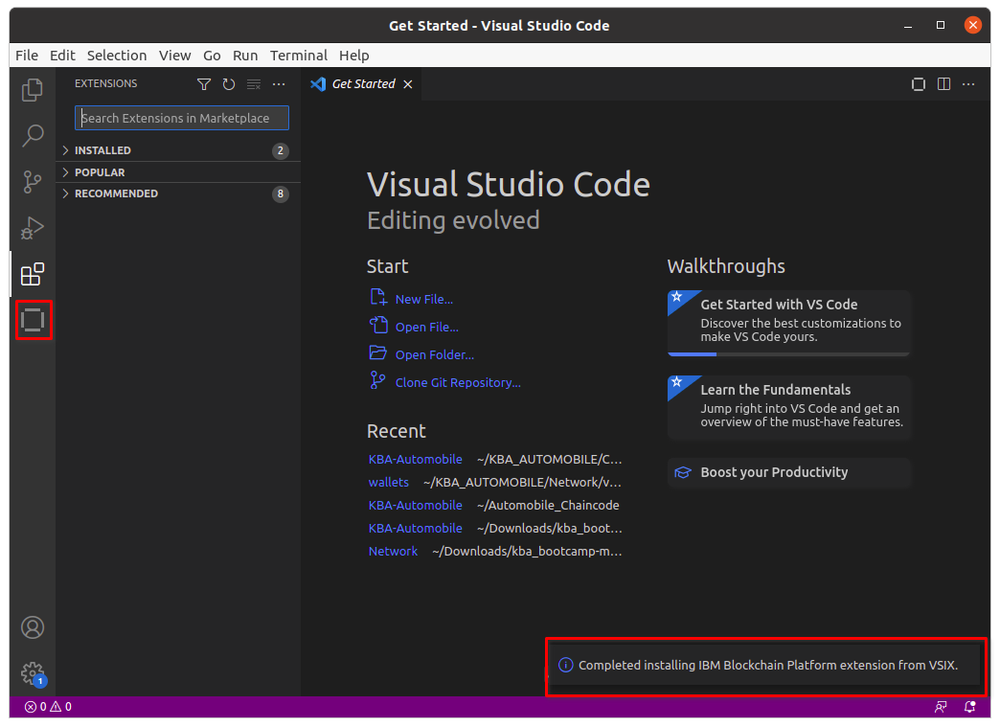 Get Started - Visual Studio Code
File Edit Selection View Go Run Terminal Help
EXTENSIONS
Get Started
Search Extensions in Marketplace
INSTALLED 2
POPULAR
RECOMMENDED 8
Visual Studio Code
Editing evolved
Start
New File...
Open File...
Open Folder...
Clone Git Repository...
Recent
KBA-Automobile ~/KBA_AUTOMOBILE/C...
wallets ~/KBA_AUTOMOBILE/Network/v...
KBA-Automobile ~/Automobile_Chaincode
KBA-Automobile ~/Downloads/kba_boot...
Network ~/Downloads/kba_bootcamp-m...
Walkthroughs
Get Started with VS Code
Discover the best customizations to
make VS Code yours.
Learn the Fundamentals
Jump right into VS Code and get an
overview of the must-have features.
Boost your Productivity
Completed installing IBM Blockchain Platform extension from VSIX.
1
0 0